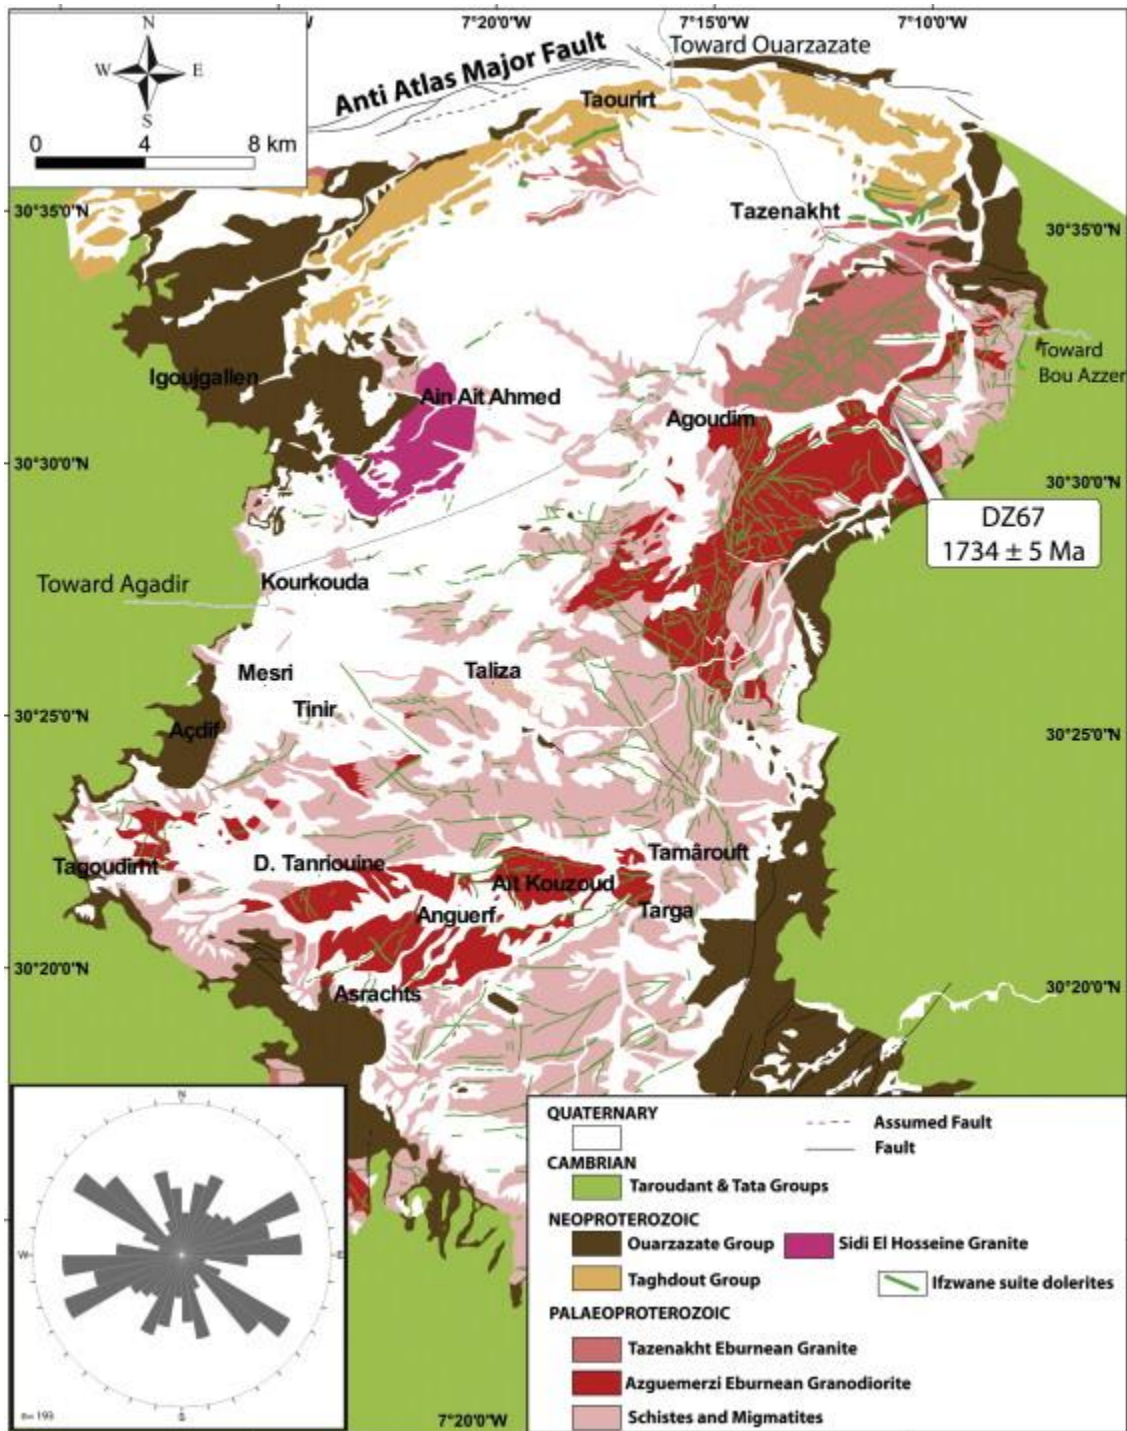 N
W E
S
0 4 8 km
7°20'0"W 7°15'0"W 7°10'0"W
Toward Ouarzazate
Anti Atlas Major Fault
Taourirt
30°35'0"N
Tazenakht
30°35'0"N
Toward
Bou Azzer
Igoujgallen
Ain Ait Ahmed
Agoudim
30°30'0"N
30°30'0"N
DZ67
1734 ± 5 Ma
Toward Agadir
Kourkouda
Mesri
Taliza
Tinir
30°25'0"N
Açdif
30°25'0"N
Tagoudirht
D. Tanriouine
Tamârouft
Ait Kouzoud
Anguerf
Targa
30°20'0"N
Asrachts
30°20'0"N
N
W E
S
n= 193
7°20'0"W
QUATERNARY
Assumed Fault
Fault
CAMBRIAN
Taroudant & Tata Groups
NEOPROTEROZOIC
Ouarzazate Group Sidi El Hosseine Granite
Taghdout Group Ifzwane suite dolerites
PALAEOPROTEROZOIC
Tazenakht Eburnean Granite
Azguemerzi Eburnean Granodiorite
Schistes and Migmatites